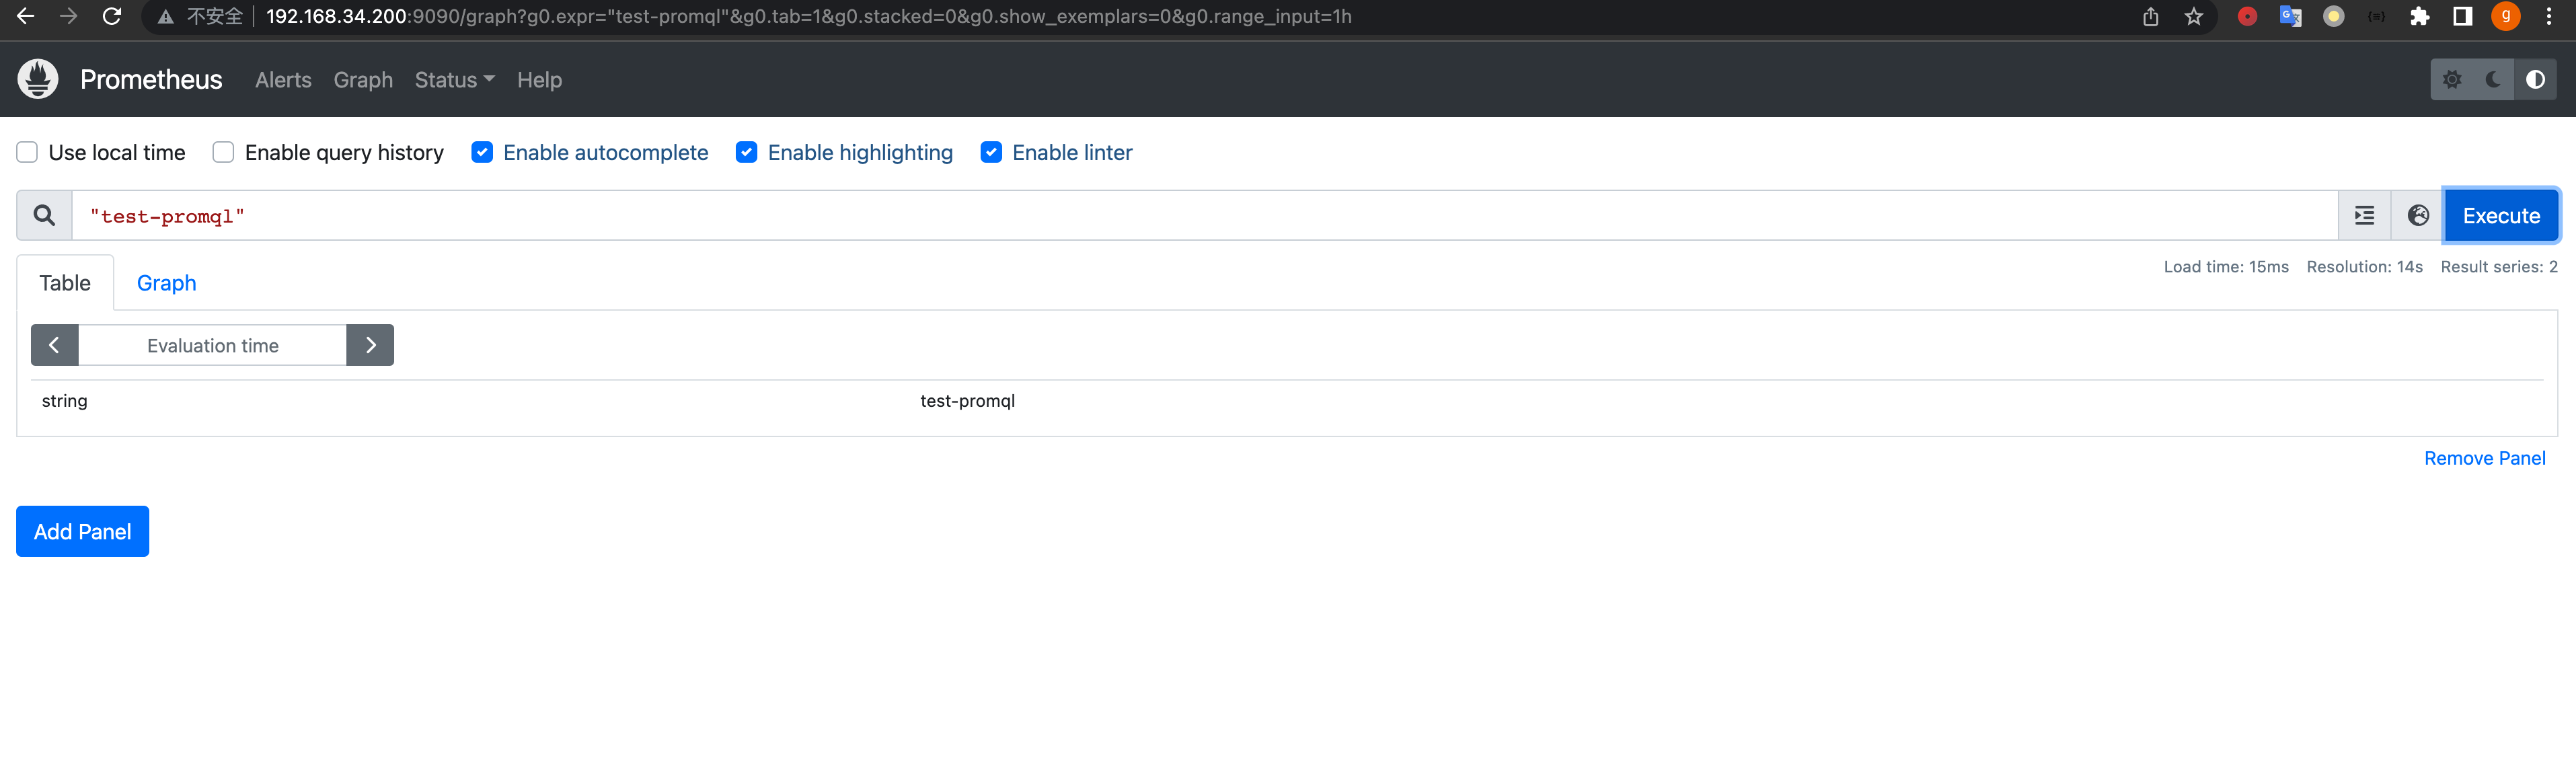 不安全 192.168.34.200:9090/graph?g0.expr="test-promql"&g0.tab=1&g0.stacked=0&g0.show_exemplars=0&g0.range_input=1h g
Prometheus Alerts Graph Status Help
Use local time Enable query history Enable autocomplete Enable highlighting Enable linter
"test-promql" Execute
Table Graph Load time: 15ms Resolution: 14s Result series: 2
Evaluation time
string test-promql
Remove Panel
Add Panel